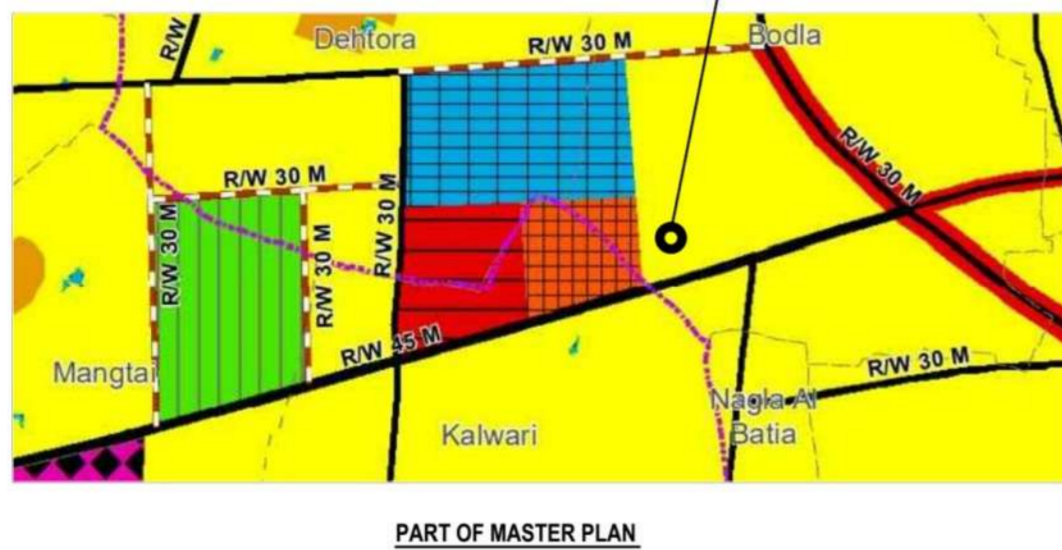 R/W
Dehtora
R/W 30 M
Bodla
R/W 30 M
R/W 30 M
R/W 30 M
R/W 30 M
R/W 30 M
R/W 45 M
Mangtai
R/W 30 M
Kalwari
Nagla Al
Batia
PART OF MASTER PLAN